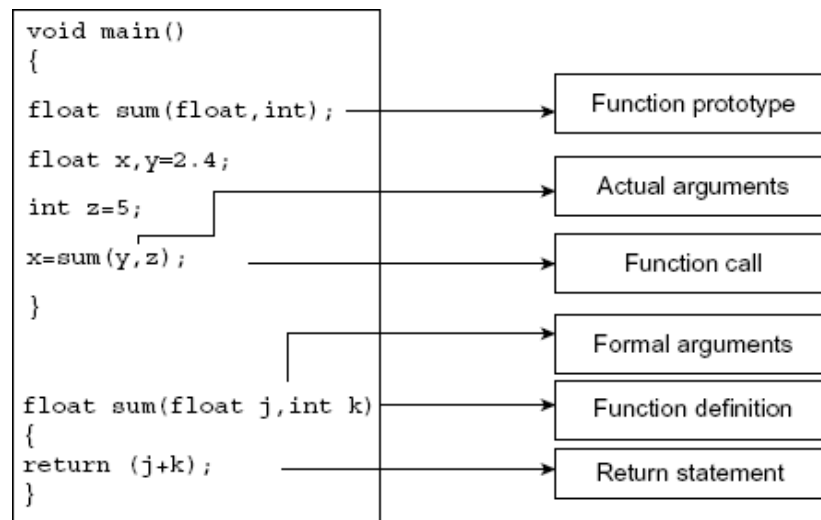 void main()
{
float sum(float,int);
float x,y=2.4;
int z=5;
x=sum(y,z);
}
float sum(float j,int k)
{
return (j+k);
}
Function prototype
Actual arguments
Function call
Formal arguments
Function definition
Return statement